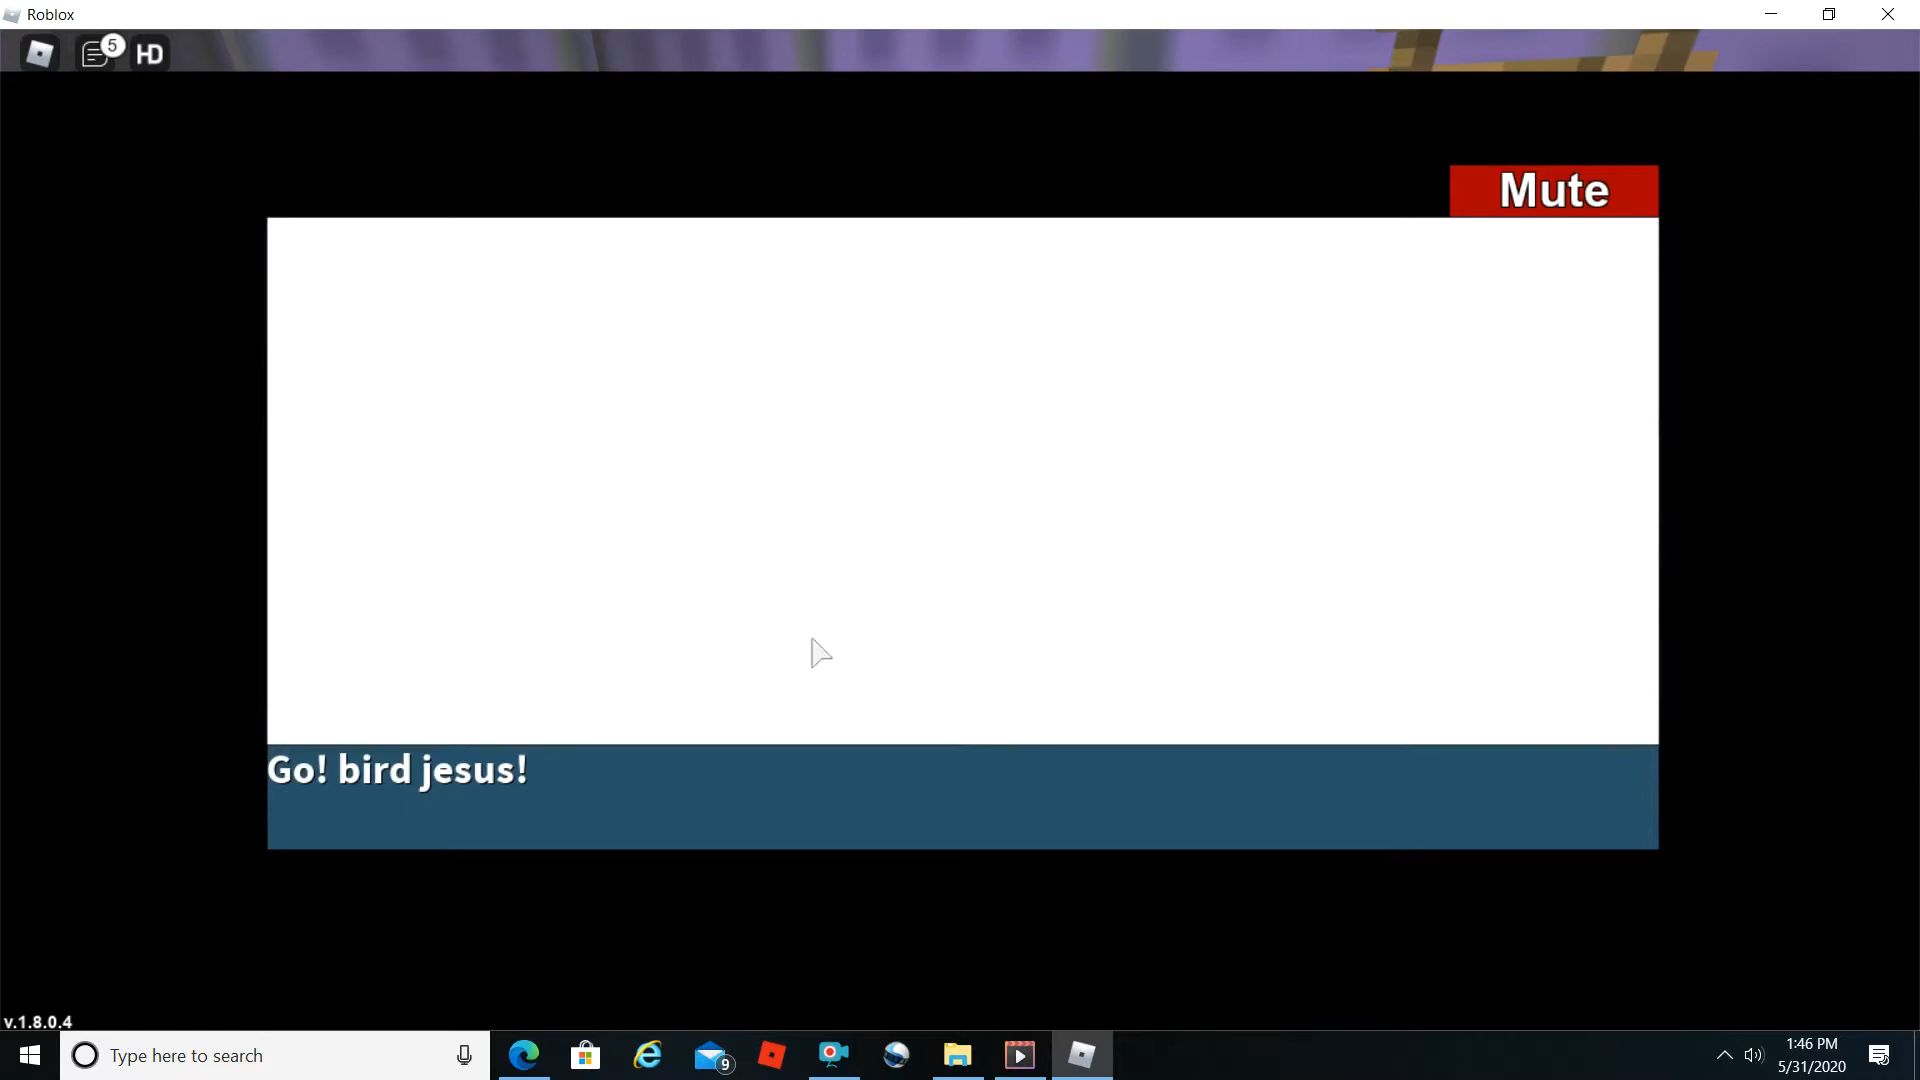 Roblox
5
HD
Mute
Go! bird jesus!
v.1.8.0.4
Type here to search
9
1:46 PM
5/31/2020